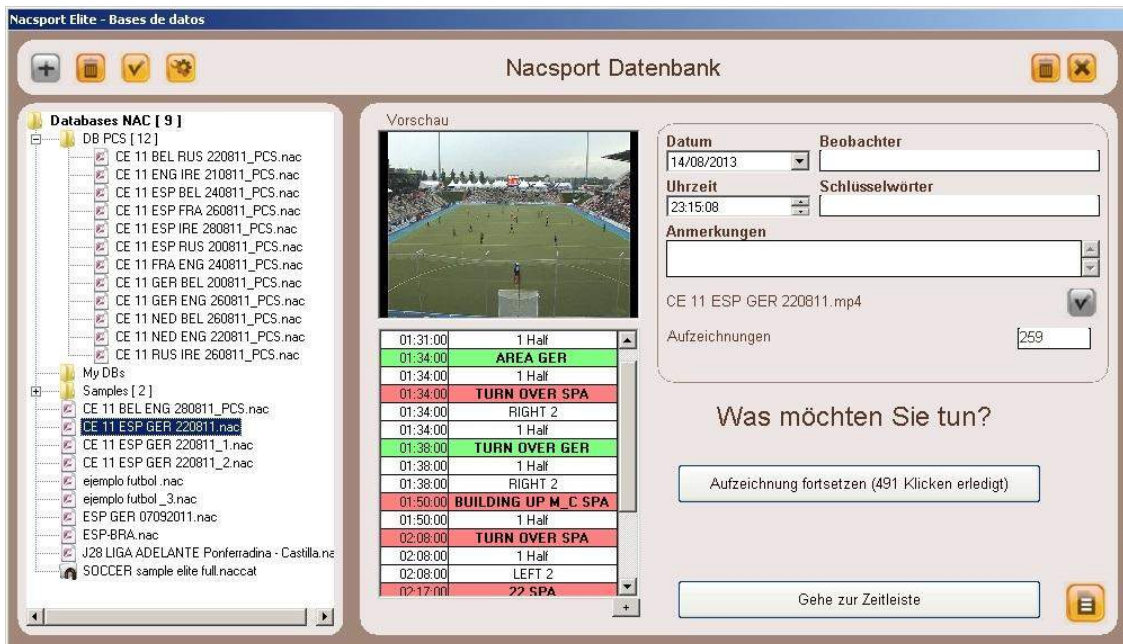 Nacsport Elite - Bases de datos
Nacsport Datenbank
Databases NAC [ 9 ]
DB PCS [ 12 ]
CE 11 BEL RUS 220811_PCS.nac
CE 11 ENG IRE 210811_PCS.nac
CE 11 ESP BEL 240811_PCS.nac
CE 11 ESP FRA 260811_PCS.nac
CE 11 ESP IRE 280811_PCS.nac
CE 11 ESP RUS 200811_PCS.nac
CE 11 FRA ENG 240811_PCS.nac
CE 11 GER BEL 200811_PCS.nac
CE 11 GER ENG 260811_PCS.nac
CE 11 NED BEL 260811_PCS.nac
CE 11 NED ENG 220811_PCS.nac
CE 11 RUS IRE 260811_PCS.nac
My DBs
Samples [ 2 ]
CE 11 BEL ENG 280811_PCS.nac
CE 11 ESP GER 220811.nac
CE 11 ESP GER 220811_1.nac
CE 11 ESP GER 220811_2.nac
ejemplo futbol .nac
ejemplo futbol _3.nac
ESP GER 07092011.nac
ESP-BRA.nac
J28 LIGA ADELANTE Ponferradina - Castilla.na
SOCCER sample elite full.naccat
Vorschau
01:31:00 1 Half
01:34:00 AREA GER
01:34:00 1 Half
01:34:00 TURN OVER SPA
01:34:00 RIGHT 2
01:34:00 1 Half
01:38:00 TURN OVER GER
01:38:00 1 Half
01:38:00 RIGHT 2
01:50:00 BUILDING UP M_C SPA
01:50:00 1 Half
02:08:00 TURN OVER SPA
02:08:00 1 Half
02:08:00 LEFT 2
02:17:00 22 SPA
+
Datum Beobachter
14/08/2013
Uhrzeit Schlüsselwörter
23:15:08
Anmerkungen
CE 11 ESP GER 220811.mp4
Aufzeichnungen 259
Was möchten Sie tun?
Aufzeichnung fortsetzen (491 Klicken erledigt)
Gehe zur Zeitleiste